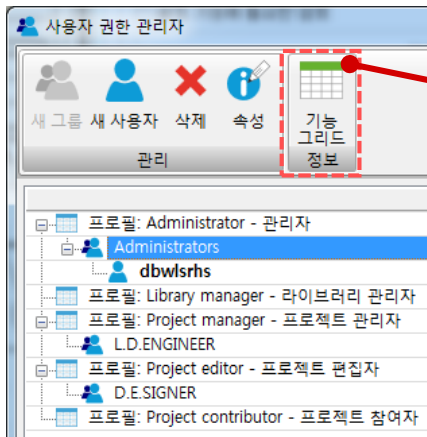 사용자 권한 관리자
새 그룹 새 사용자 삭제 속성 기능 그리드
관리 정보
프로필: Administrator - 관리자
Administrators
dbwlsrhs
프로필: Library manager - 라이브러리 관리자
프로필: Project manager - 프로젝트 관리자
L.D.ENGINEER
프로필: Project editor - 프로젝트 편집자
D.E.SIGNER
프로필: Project contributor - 프로젝트 참여자